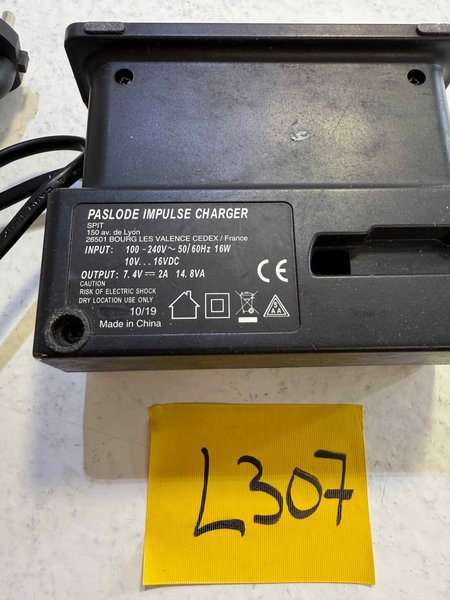 PASLODE IMPULSE CHARGER
SPIT
150 av. de Lyon
26501 BOURG LES VALENCE CEDEX / France
INPUT: 100 -240V~ 50/60Hz 16W
10V...16VDC
OUTPUT: 7.4V⎓2A 14.8VA
CAUTION
RISK OF ELECTRIC SHOCK
DRY LOCATION USE ONLY
10/19
Made in China
CE
S
AA
L307